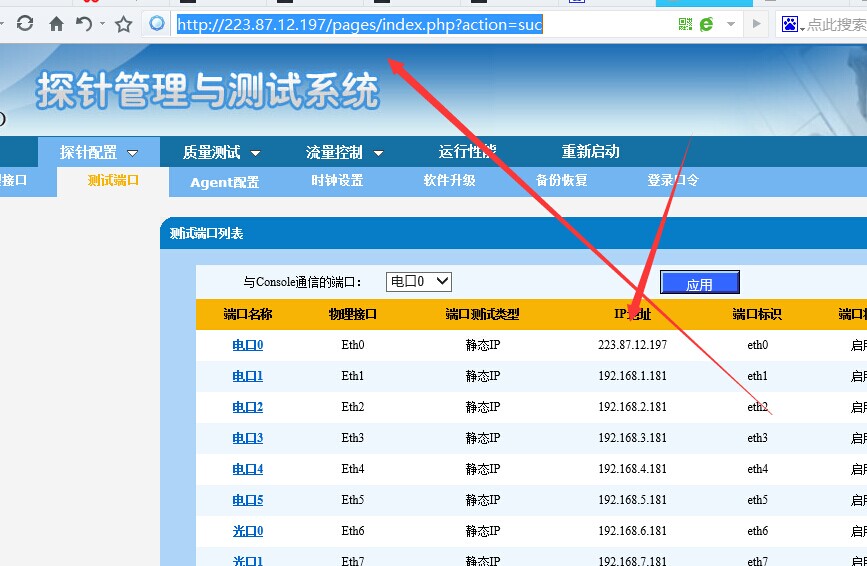 http://223.87.12.197/pages/index.php?action=suc
点此搜索
探针管理与测试系统
探针配置 质量测试 流量控制 运行性能 重新启动
接口 测试端口 Agent配置 时钟设置 软件升级 备份恢复 登录口令
测试端口列表
与Console通信的端口： 电口0 应用
端口名称 物理接口 端口测试类型 IP地址 端口标识 端口
电口0 Eth0 静态IP 223.87.12.197 eth0 启
电口1 Eth1 静态IP 192.168.1.181 eth1 启
电口2 Eth2 静态IP 192.168.2.181 eth2 启
电口3 Eth3 静态IP 192.168.3.181 eth3 启
电口4 Eth4 静态IP 192.168.4.181 eth4 启
电口5 Eth5 静态IP 192.168.5.181 eth5 启
光口0 Eth6 静态IP 192.168.6.181 eth6 启
光口1 Eth7 静态IP 192.168.7.181 eth7 启